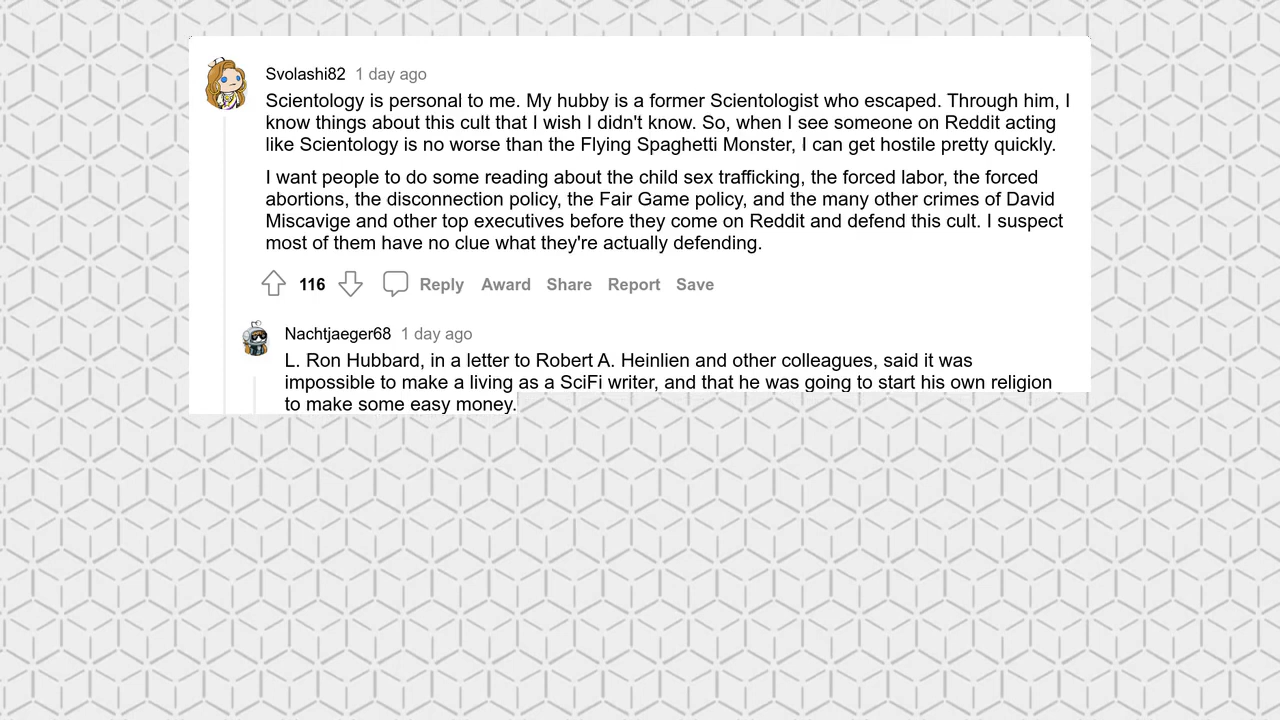 Svolashi82 1 day ago
Scientology is personal to me. My hubby is a former Scientologist who escaped. Through him, I
know things about this cult that I wish I didn't know. So, when I see someone on Reddit acting
like Scientology is no worse than the Flying Spaghetti Monster, I can get hostile pretty quickly.
I want people to do some reading about the child sex trafficking, the forced labor, the forced
abortions, the disconnection policy, the Fair Game policy, and the many other crimes of David
Miscavige and other top executives before they come on Reddit and defend this cult. I suspect
most of them have no clue what they're actually defending.
116 Reply Award Share Report Save
Nachtjaeger68 1 day ago
L. Ron Hubbard, in a letter to Robert A. Heinlien and other colleagues, said it was
impossible to make a living as a SciFi writer, and that he was going to start his own religion
to make some easy money.